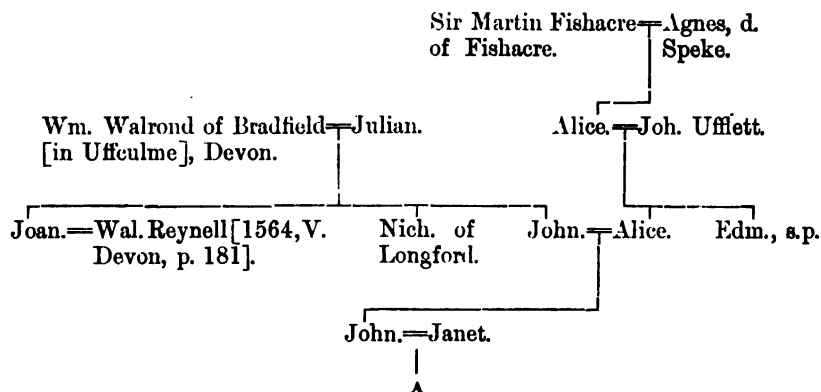 Sir Martin Fishacre=Agnes, d.
of Fishacre. Speke.
Wm. Walrond of Bradfield=Julian. Alice.=Joh. Ufflett.
[in Uffculme], Devon.
Joan.=Wal. Reynell [1564, V. Nich. of John.=Alice. Edm., s.p.
Devon, p. 181]. Longford.
John.=Janet.
A